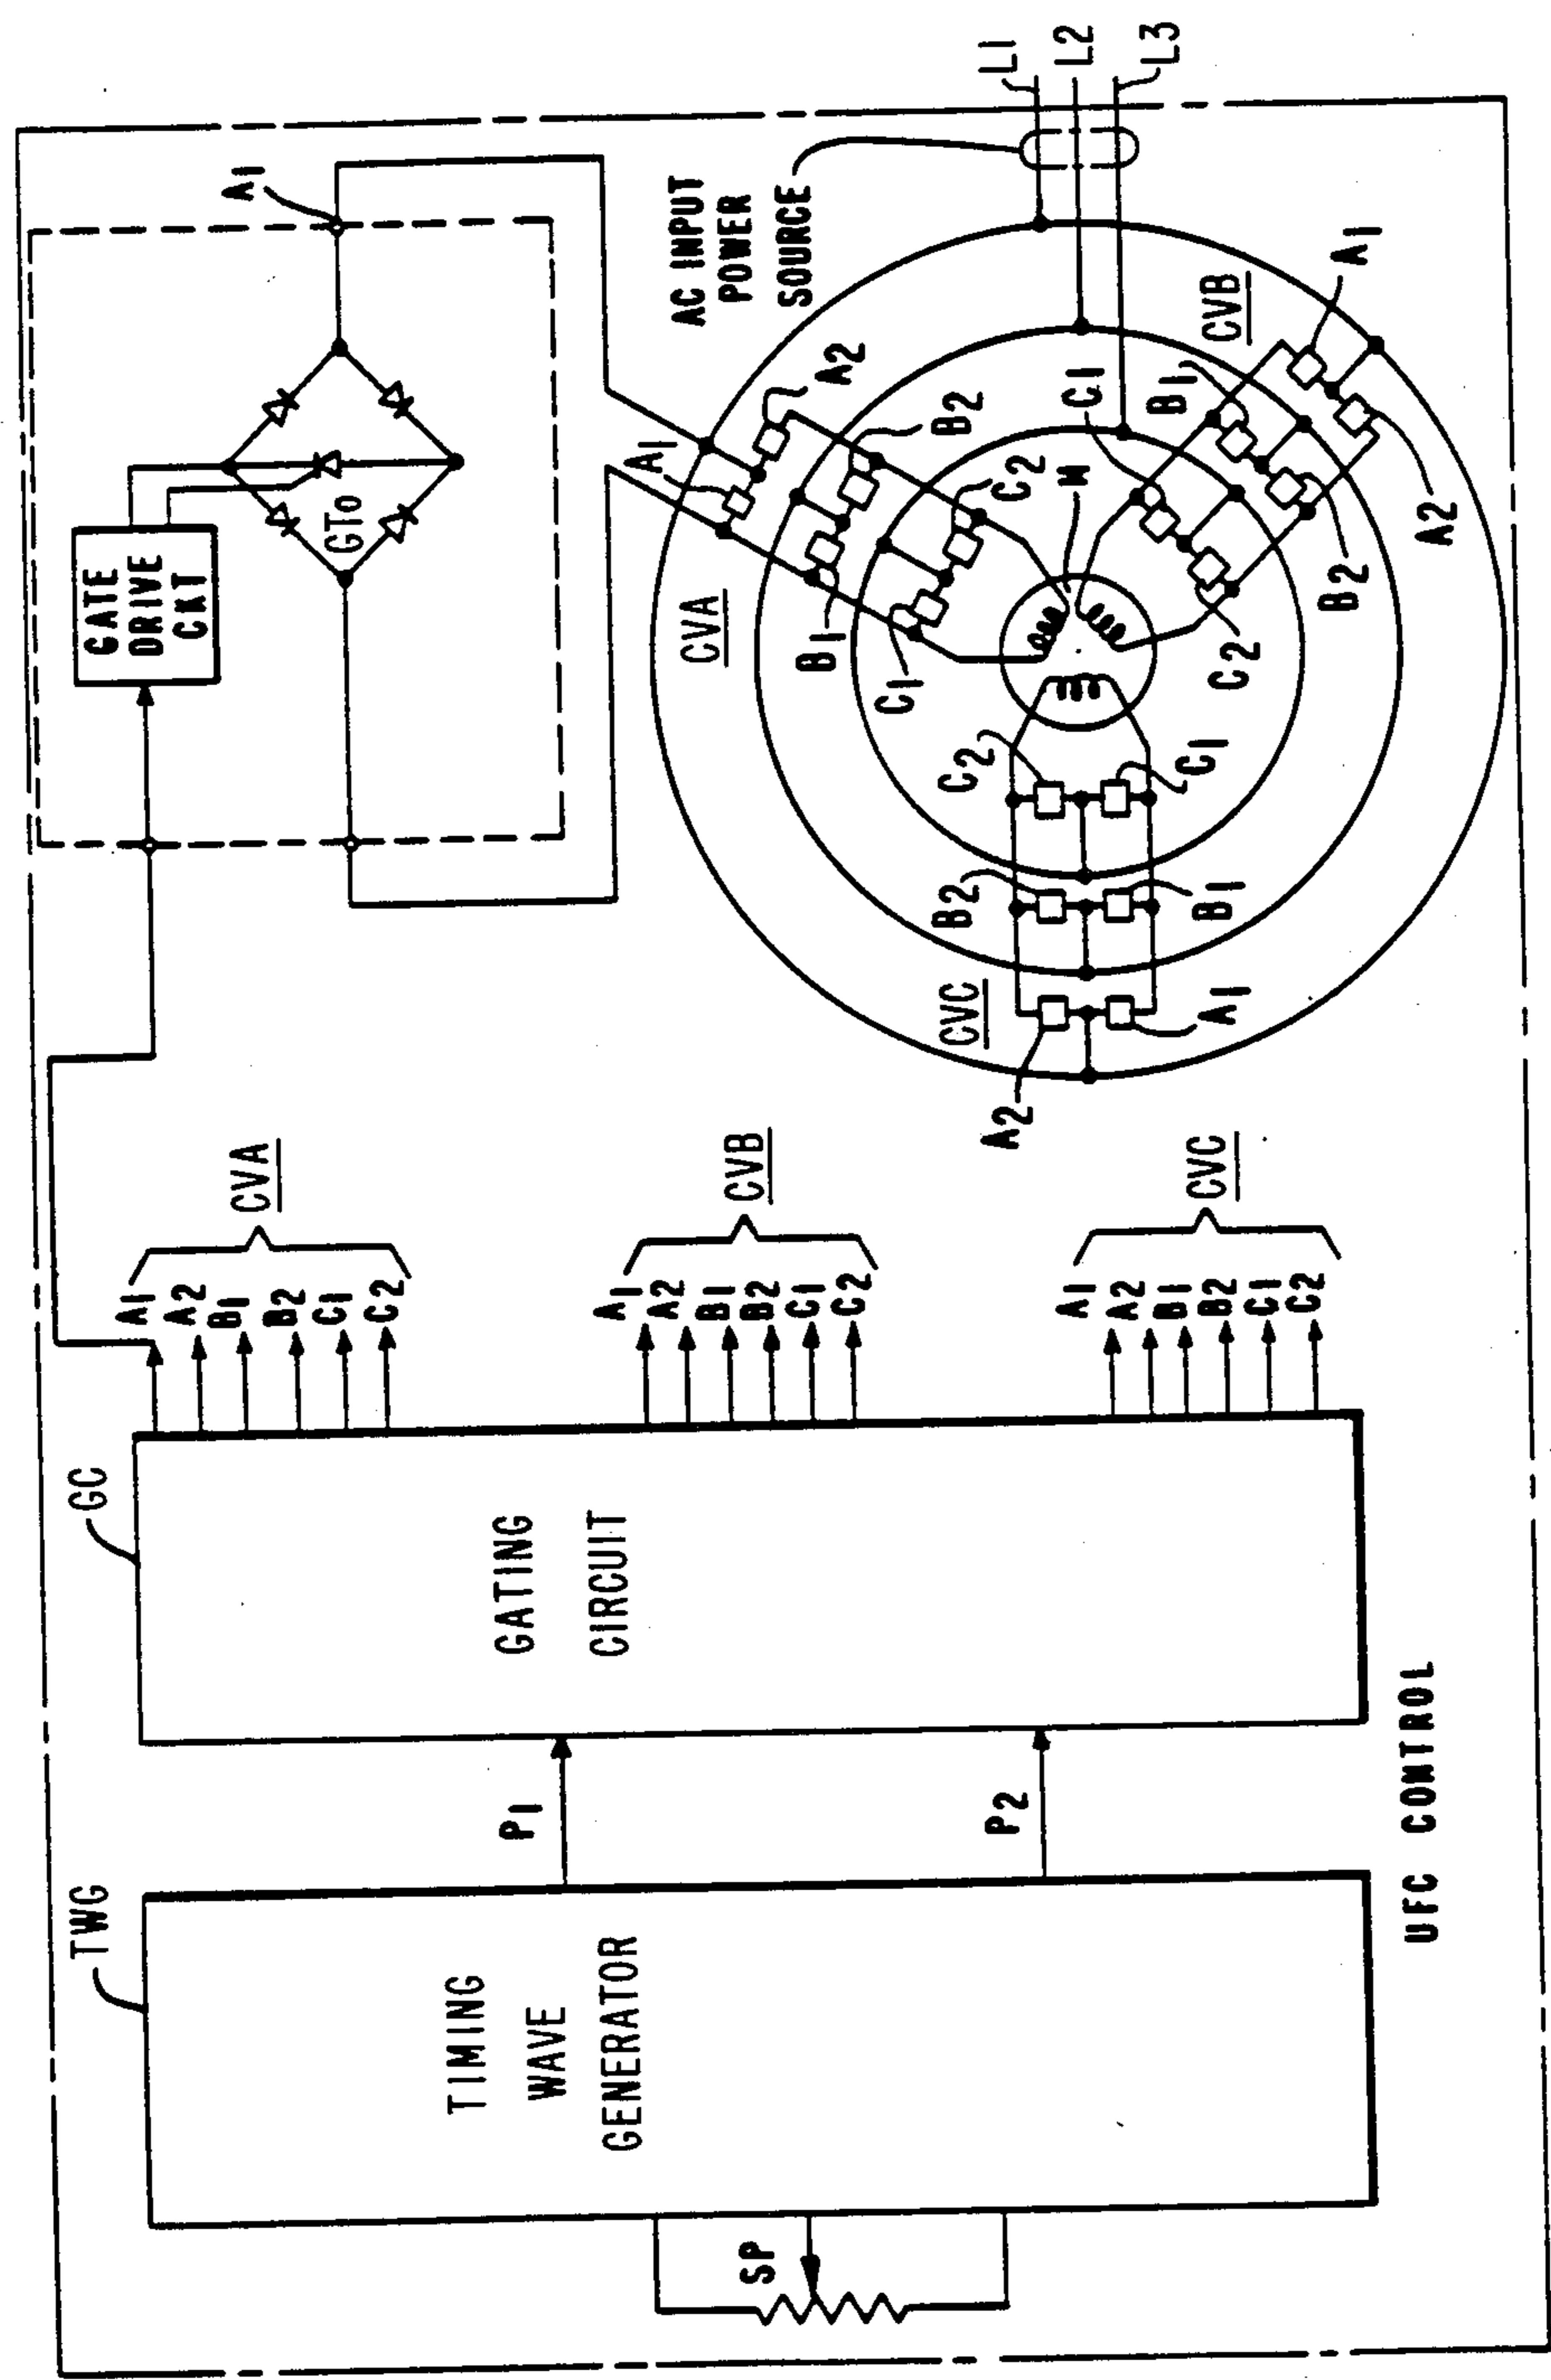 TWG
TIMING
WAVE
GENERATOR
SP
P1
P2
GC
GATING
CIRCUIT
UFC CONTROL
A1
A2
B1
B2
C1
C2
CVA
A1
A2
B1
B2
C1
C2
CVB
A1
A2
B1
B2
C1
C2
CVC
GATE
DRIVE
CKT
GTo
A1
AC INPUT
POWER
SOURCE
L1
L2
L3
CVA
A1
A2
B1
B2
C1
C2
M
CVB
A1
A2
B1
B2
C1
C2
CVC
A2
A1
B2
B1
C2
C1